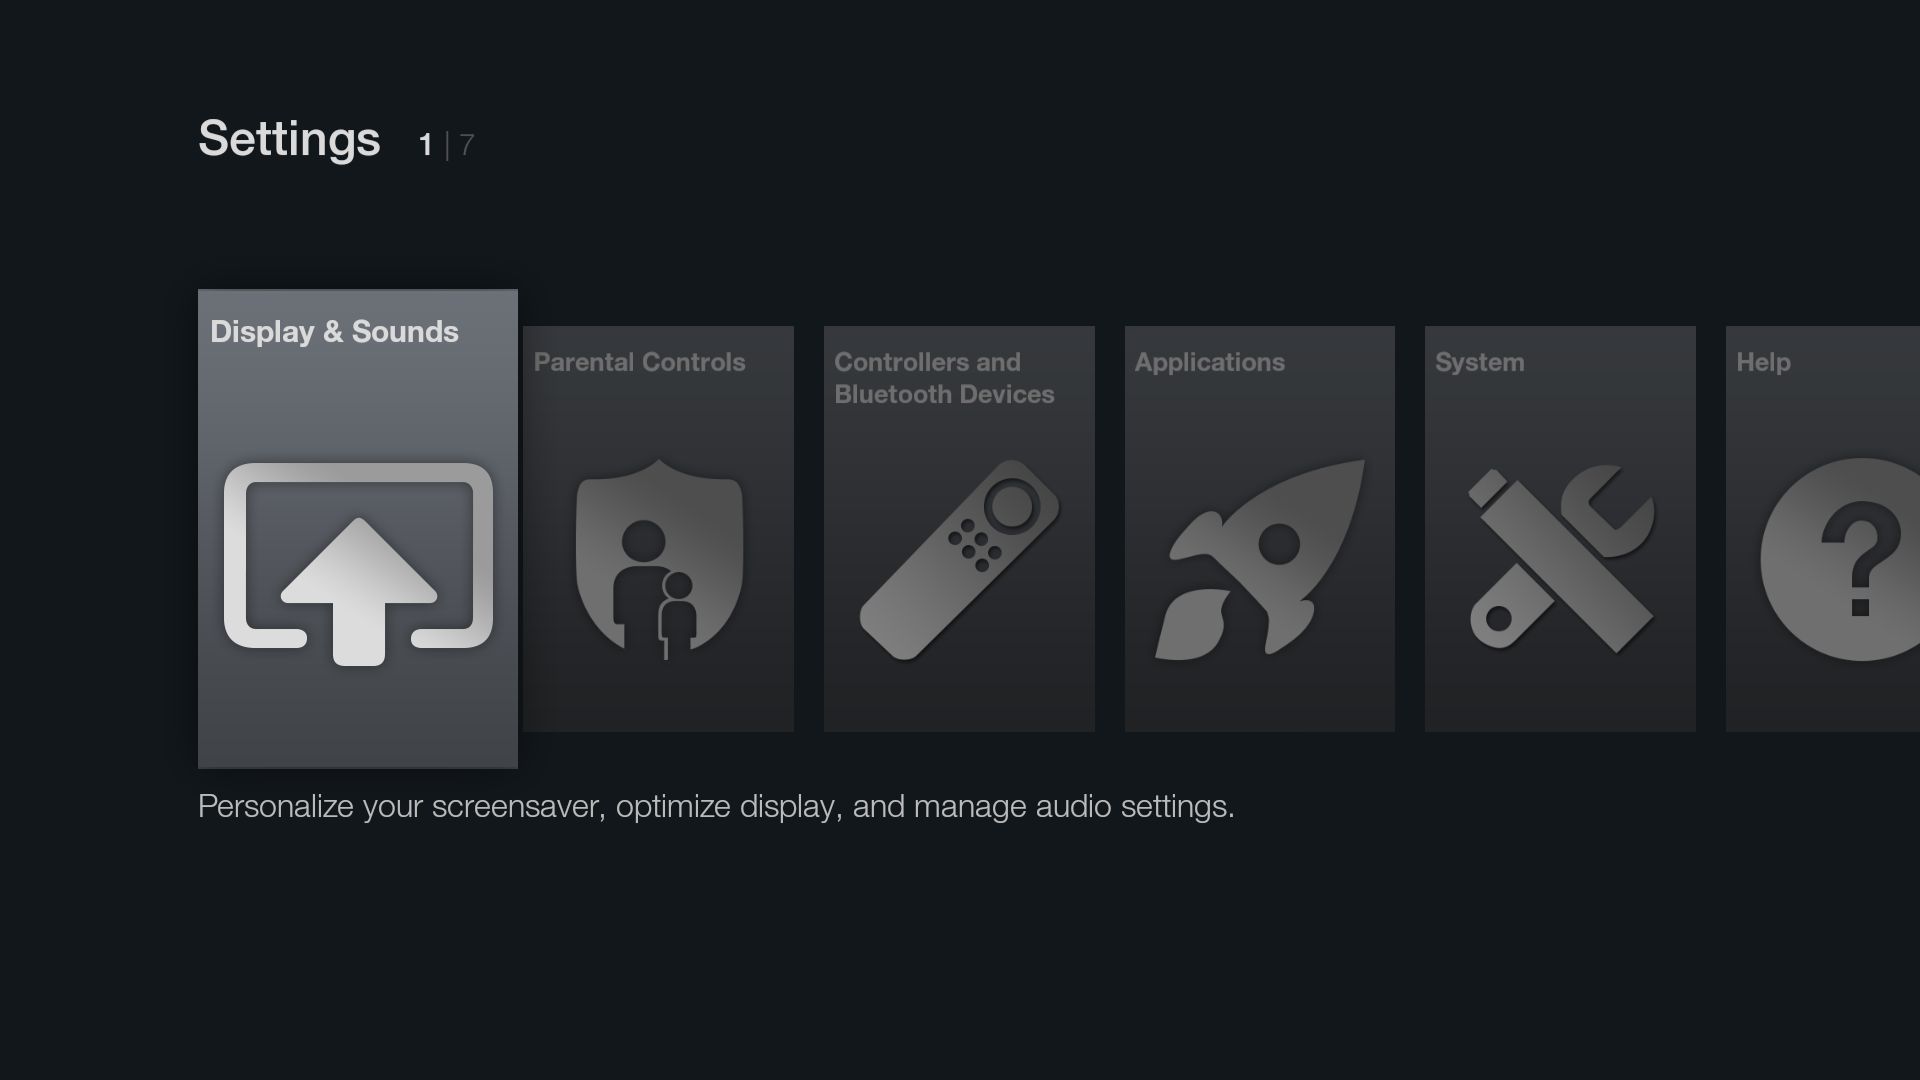 Settings 1 | 7
Display & Sounds
Parental Controls
Controllers and
Bluetooth Devices
Applications
System
Help
?
Personalize your screensaver, optimize display, and manage audio settings.